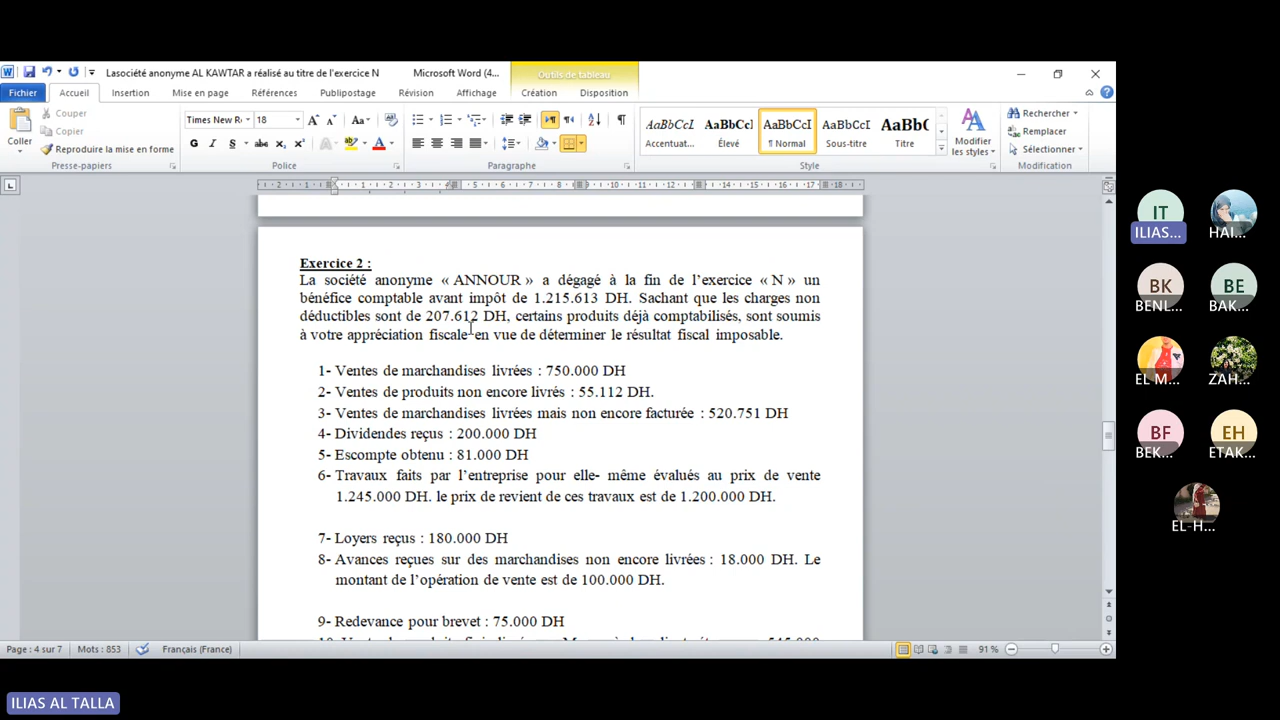 Lasociété anonyme AL KAWTAR a réalisé au titre de l'exercice N
Microsoft Word (4...
Outils de tableau
Fichier
Accueil
Insertion
Mise en page
Références
Publipostage
Révision
Affichage
Création
Disposition
Coller
Couper
Copier
Reproduire la mise en forme
Presse-papiers
Times New R
18
Police
Paragraphe
AaBbCcI
Accentuat...
AaBbCcl
Élevé
AaBbCcI
¶ Normal
AaBbCcI
Sous-titre
AaBb(
Titre
Style
Modifier
les styles
Rechercher
Remplacer
Sélectionner
Modification
Exercice 2 :
La société anonyme « ANNOUR » a dégagé à la fin de l'exercice « N » un
bénéfice comptable avant impôt de 1.215.613 DH. Sachant que les charges non
déductibles sont de 207.612 DH, certains produits déjà comptabilisés, sont soumis
à votre appréciation fiscale en vue de déterminer le résultat fiscal imposable.
1- Ventes de marchandises livrées : 750.000 DH
2- Ventes de produits non encore livrés : 55.112 DH.
3- Ventes de marchandises livrées mais non encore facturée : 520.751 DH
4- Dividendes reçus : 200.000 DH
5- Escompte obtenu : 81.000 DH
6- Travaux faits par l'entreprise pour elle- même évalués au prix de vente
1.245.000 DH. le prix de revient de ces travaux est de 1.200.000 DH.
7- Loyers reçus : 180.000 DH
8- Avances reçues sur des marchandises non encore livrées : 18.000 DH. Le
montant de l'opération de vente est de 100.000 DH.
9- Redevance pour brevet : 75.000 DH
Page : 4 sur 7
Mots : 853
Français (France)
91 %
IT
ILIAS...
HAI...
BK
BENL...
BE
BAK...
EL M...
ZAH...
BF
BEK...
EH
ETAK...
EL-H...
ILIAS AL TALLA